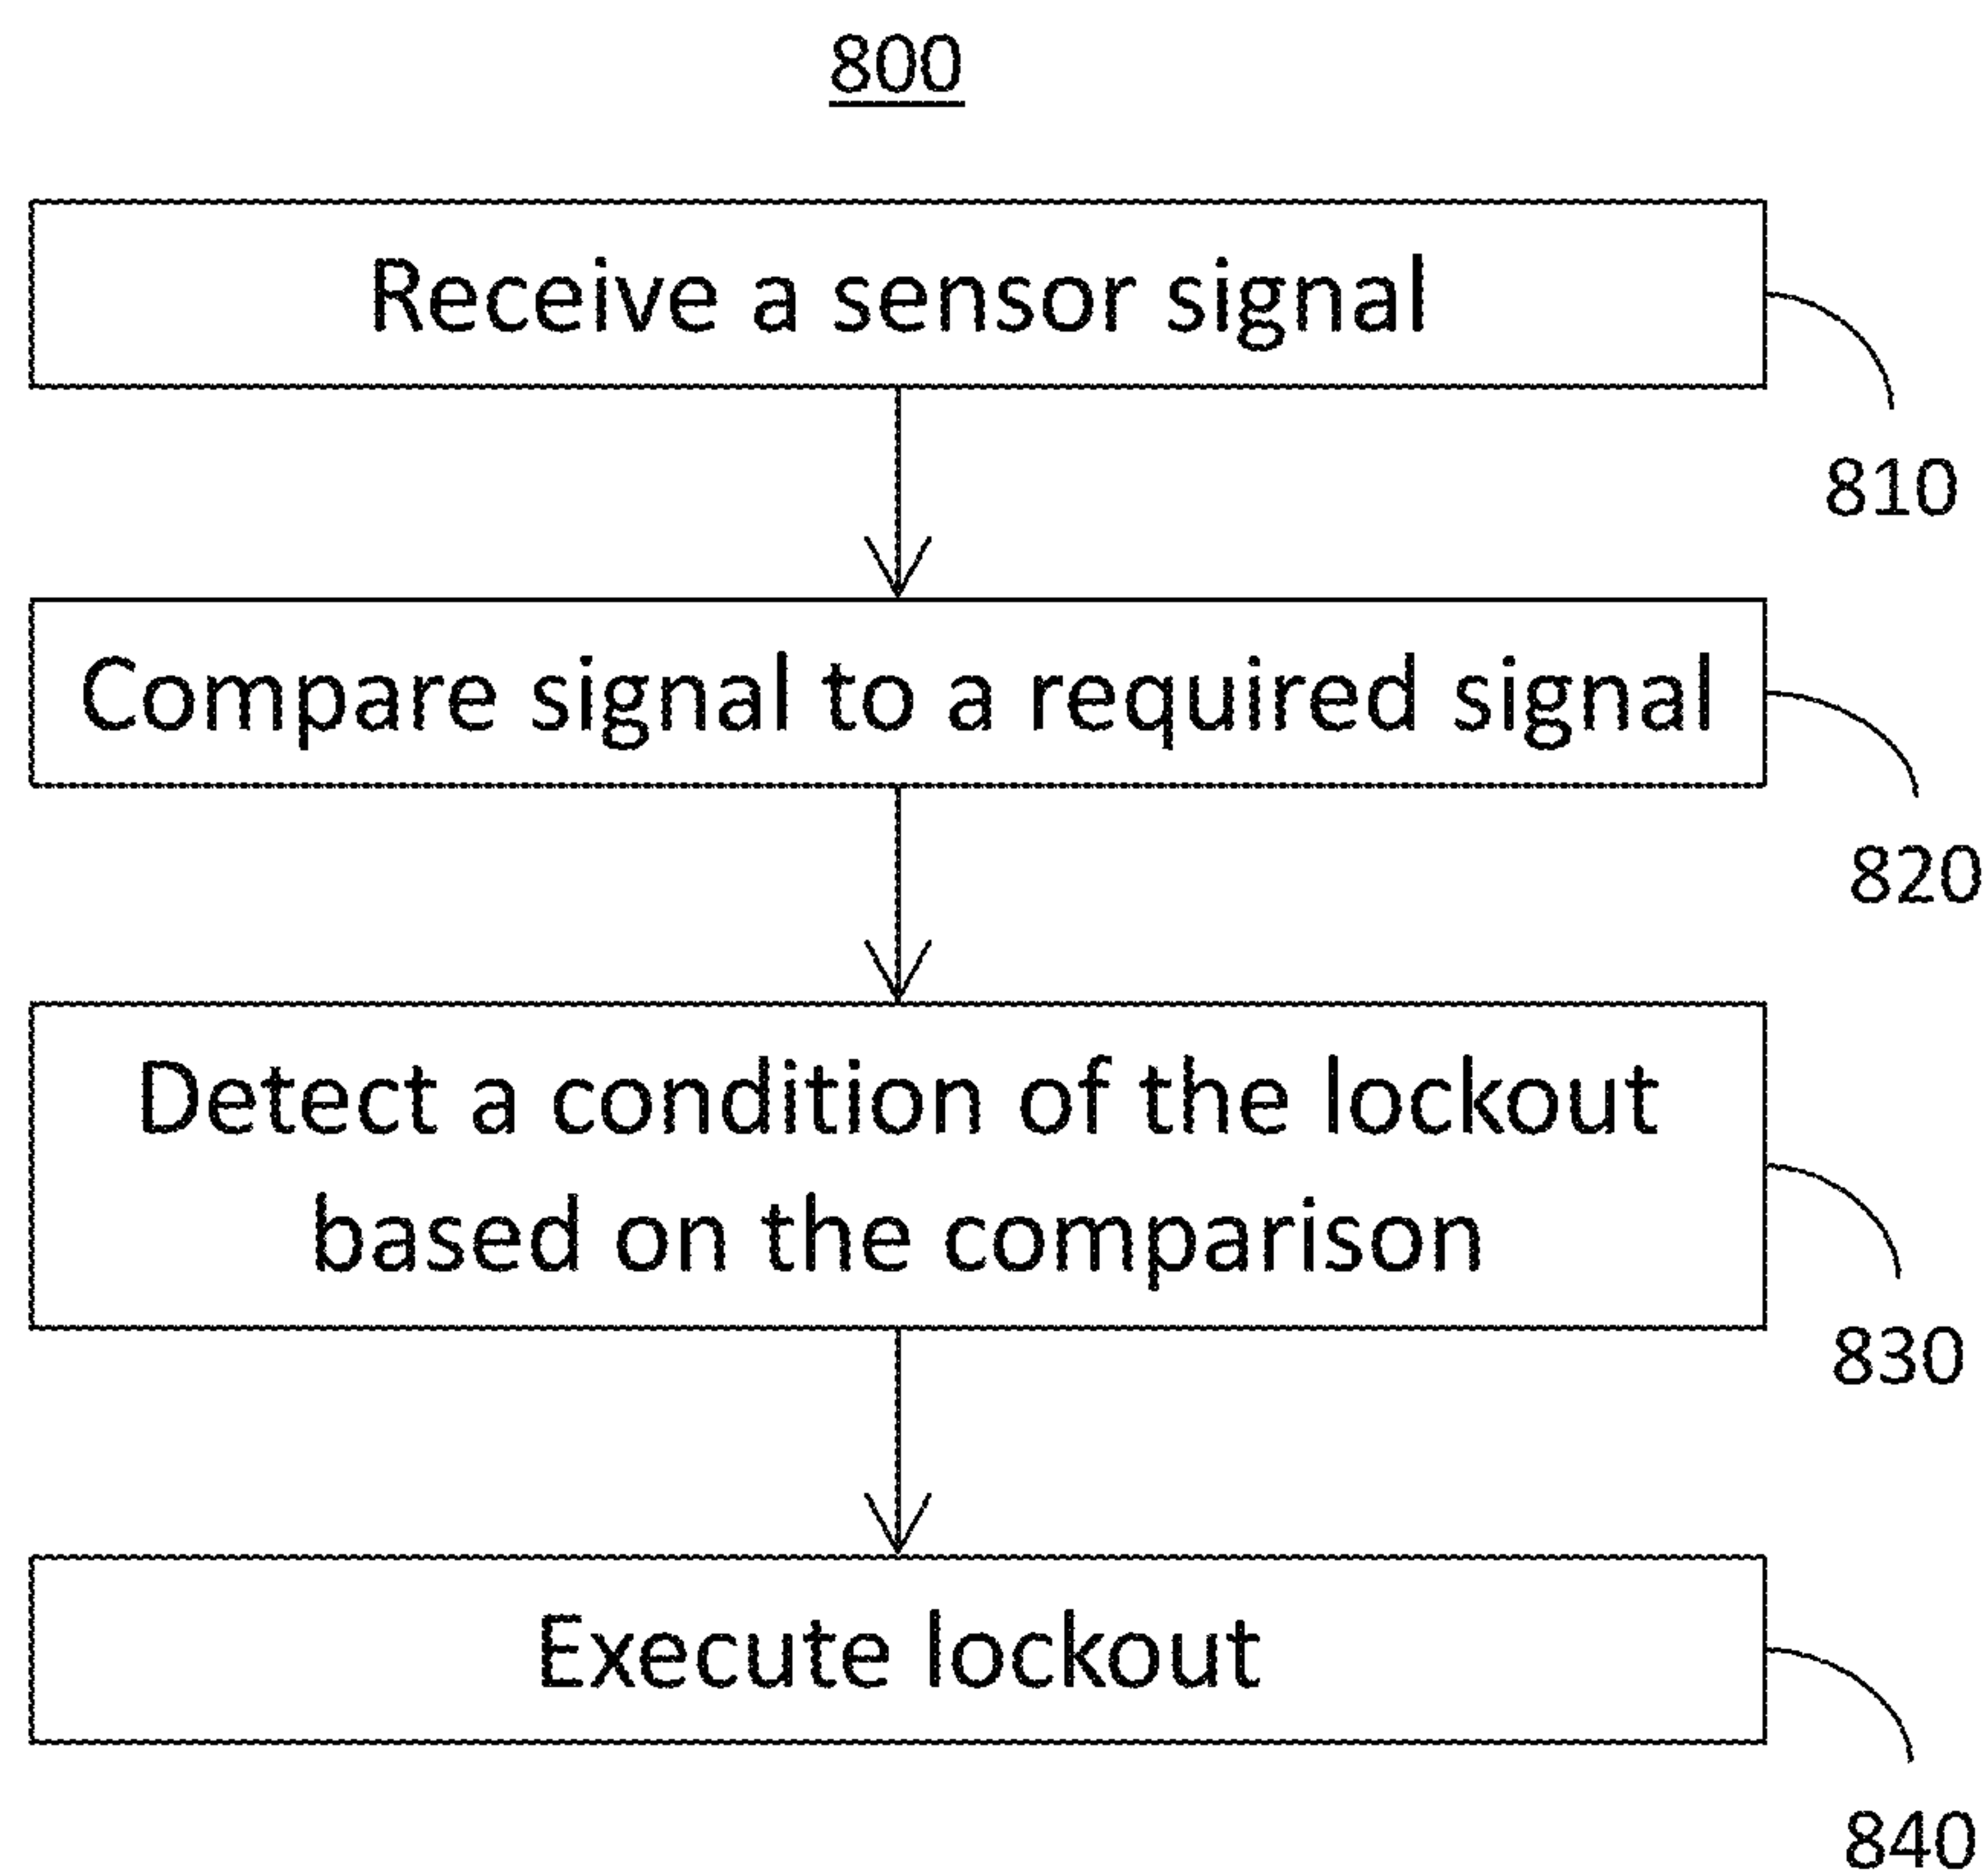 800
Receive a sensor signal
810
Compare signal to a required signal
820
Detect a condition of the lockout
based on the comparison
830
Execute lockout
840